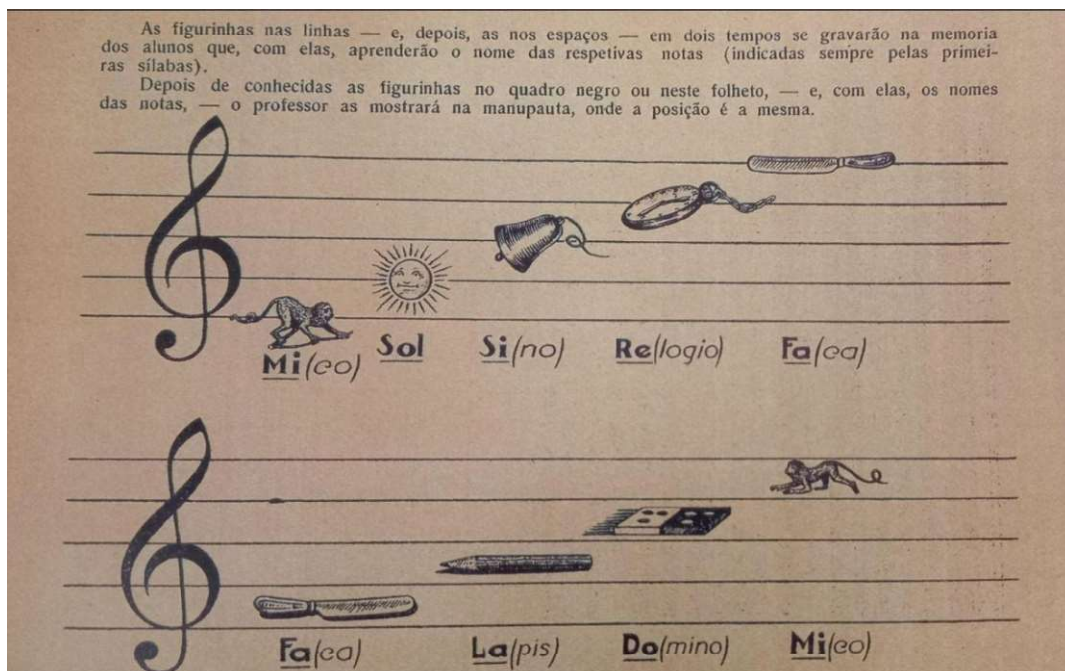 As figurinhas nas linhas — e, depois, as nos espaços — em dois tempos se gravarão na memoria
dos alunos que, com elas, aprenderão o nome das respetivas notas (indicadas sempre pelas primei-
ras sílabas).
Depois de conhecidas as figurinhas no quadro negro ou neste folheto, — e, com elas, os nomes
das notas, — o professor as mostrará na manupauta, onde a posição é a mesma.
Mi(co) Sol Si(no) Re(logio) Fa(ca)
Fa(ca) La(pis) Do(mino) Mi(co)